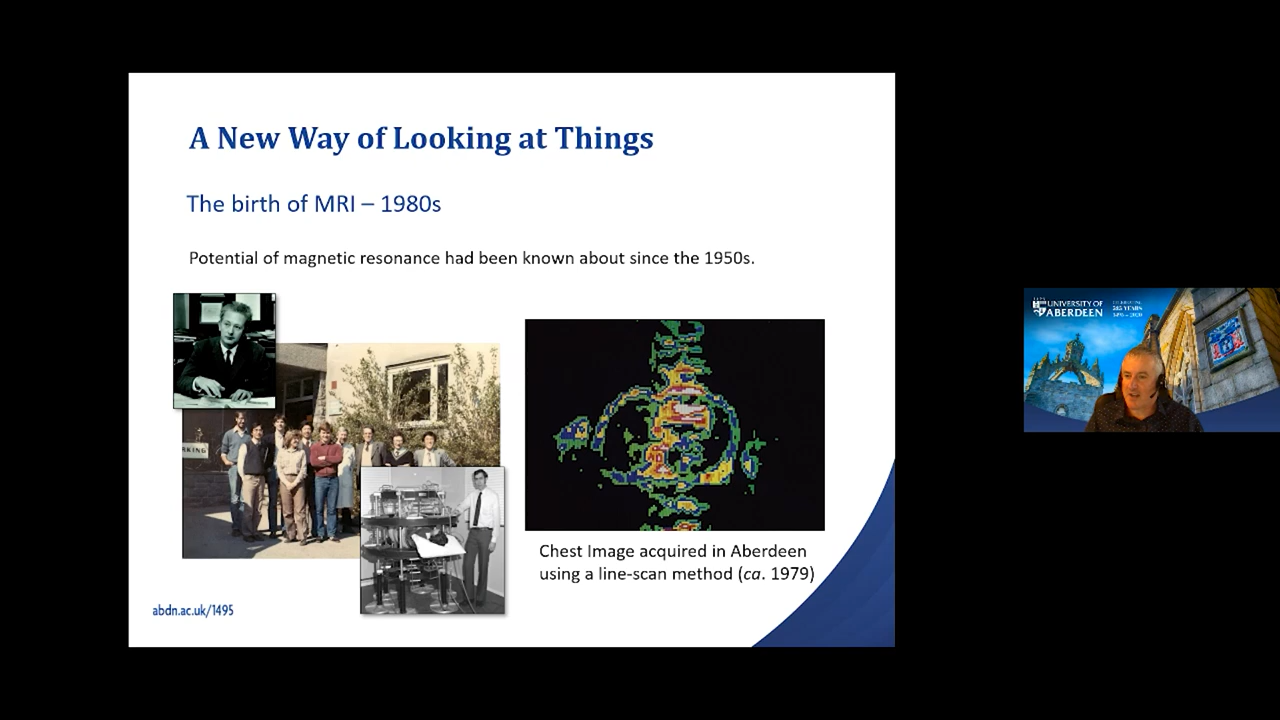 A New Way of Looking at Things
The birth of MRI – 1980s
Potential of magnetic resonance had been known about since the 1950s.
KING
Chest Image acquired in Aberdeen
using a line-scan method (ca. 1979)
abdn.ac.uk/1495
UNIVERSITY OF
ABERDEEN